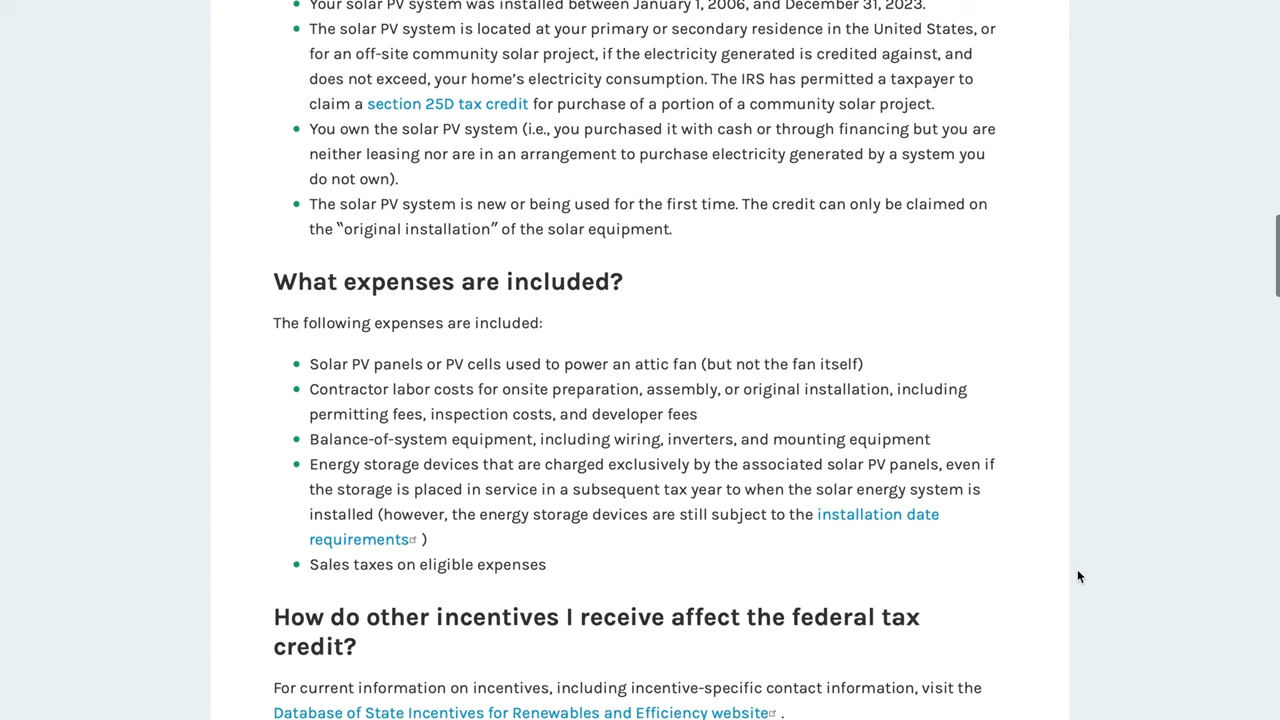 Your solar PV system was installed between January 1, 2006, and December 31, 2023.
The solar PV system is located at your primary or secondary residence in the United States, or
for an off-site community solar project, if the electricity generated is credited against, and
does not exceed, your home’s electricity consumption. The IRS has permitted a taxpayer to
claim a section 25D tax credit for purchase of a portion of a community solar project.
You own the solar PV system (i.e., you purchased it with cash or through financing but you are
neither leasing nor are in an arrangement to purchase electricity generated by a system you
do not own).
The solar PV system is new or being used for the first time. The credit can only be claimed on
the “original installation” of the solar equipment.
What expenses are included?
The following expenses are included:
Solar PV panels or PV cells used to power an attic fan (but not the fan itself)
Contractor labor costs for onsite preparation, assembly, or original installation, including
permitting fees, inspection costs, and developer fees
Balance-of-system equipment, including wiring, inverters, and mounting equipment
Energy storage devices that are charged exclusively by the associated solar PV panels, even if
the storage is placed in service in a subsequent tax year to when the solar energy system is
installed (however, the energy storage devices are still subject to the installation date
requirements )
Sales taxes on eligible expenses
How do other incentives I receive affect the federal tax
credit?
For current information on incentives, including incentive-specific contact information, visit the
Database of State Incentives for Renewables and Efficiency website .